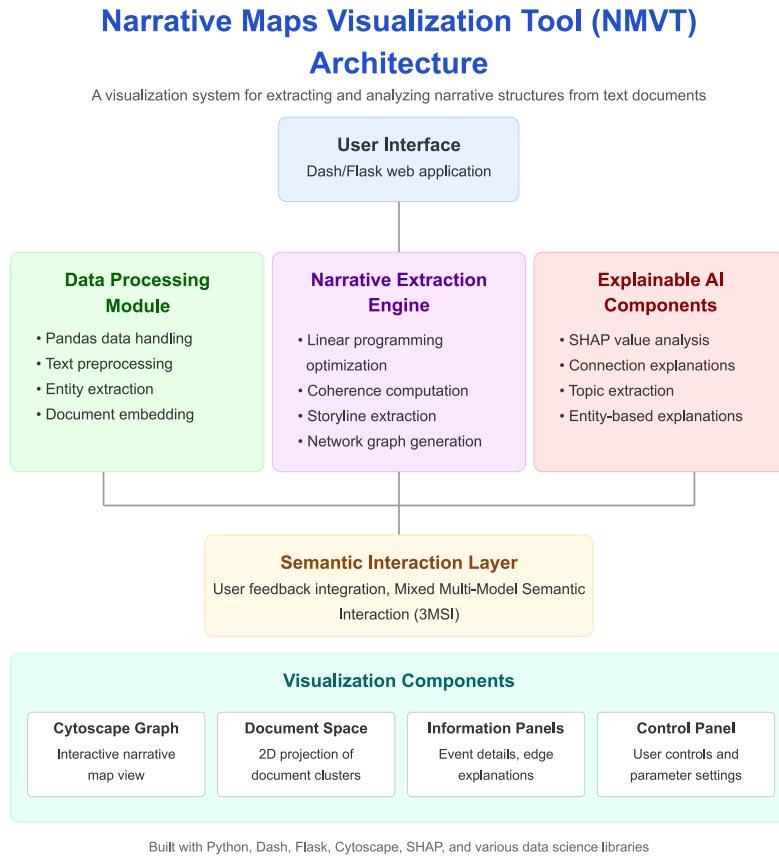 Narrative Maps Visualization Tool (NMVT)
Architecture
A visualization system for extracting and analyzing narrative structures from text documents
User Interface
Dash/Flask web application
Data Processing
Module
• Pandas data handling
• Text preprocessing
• Entity extraction
• Document embedding
Narrative Extraction
Engine
• Linear programming
optimization
• Coherence computation
• Storyline extraction
• Network graph generation
Explainable AI
Components
• SHAP value analysis
• Connection explanations
• Topic extraction
• Entity-based explanations
Semantic Interaction Layer
User feedback integration, Mixed Multi-Model Semantic
Interaction (3MSI)
Visualization Components
Cytoscape Graph
Interactive narrative
map view
Document Space
2D projection of
document clusters
Information Panels
Event details, edge
explanations
Control Panel
User controls and
parameter settings
Built with Python, Dash, Flask, Cytoscape, SHAP, and various data science libraries